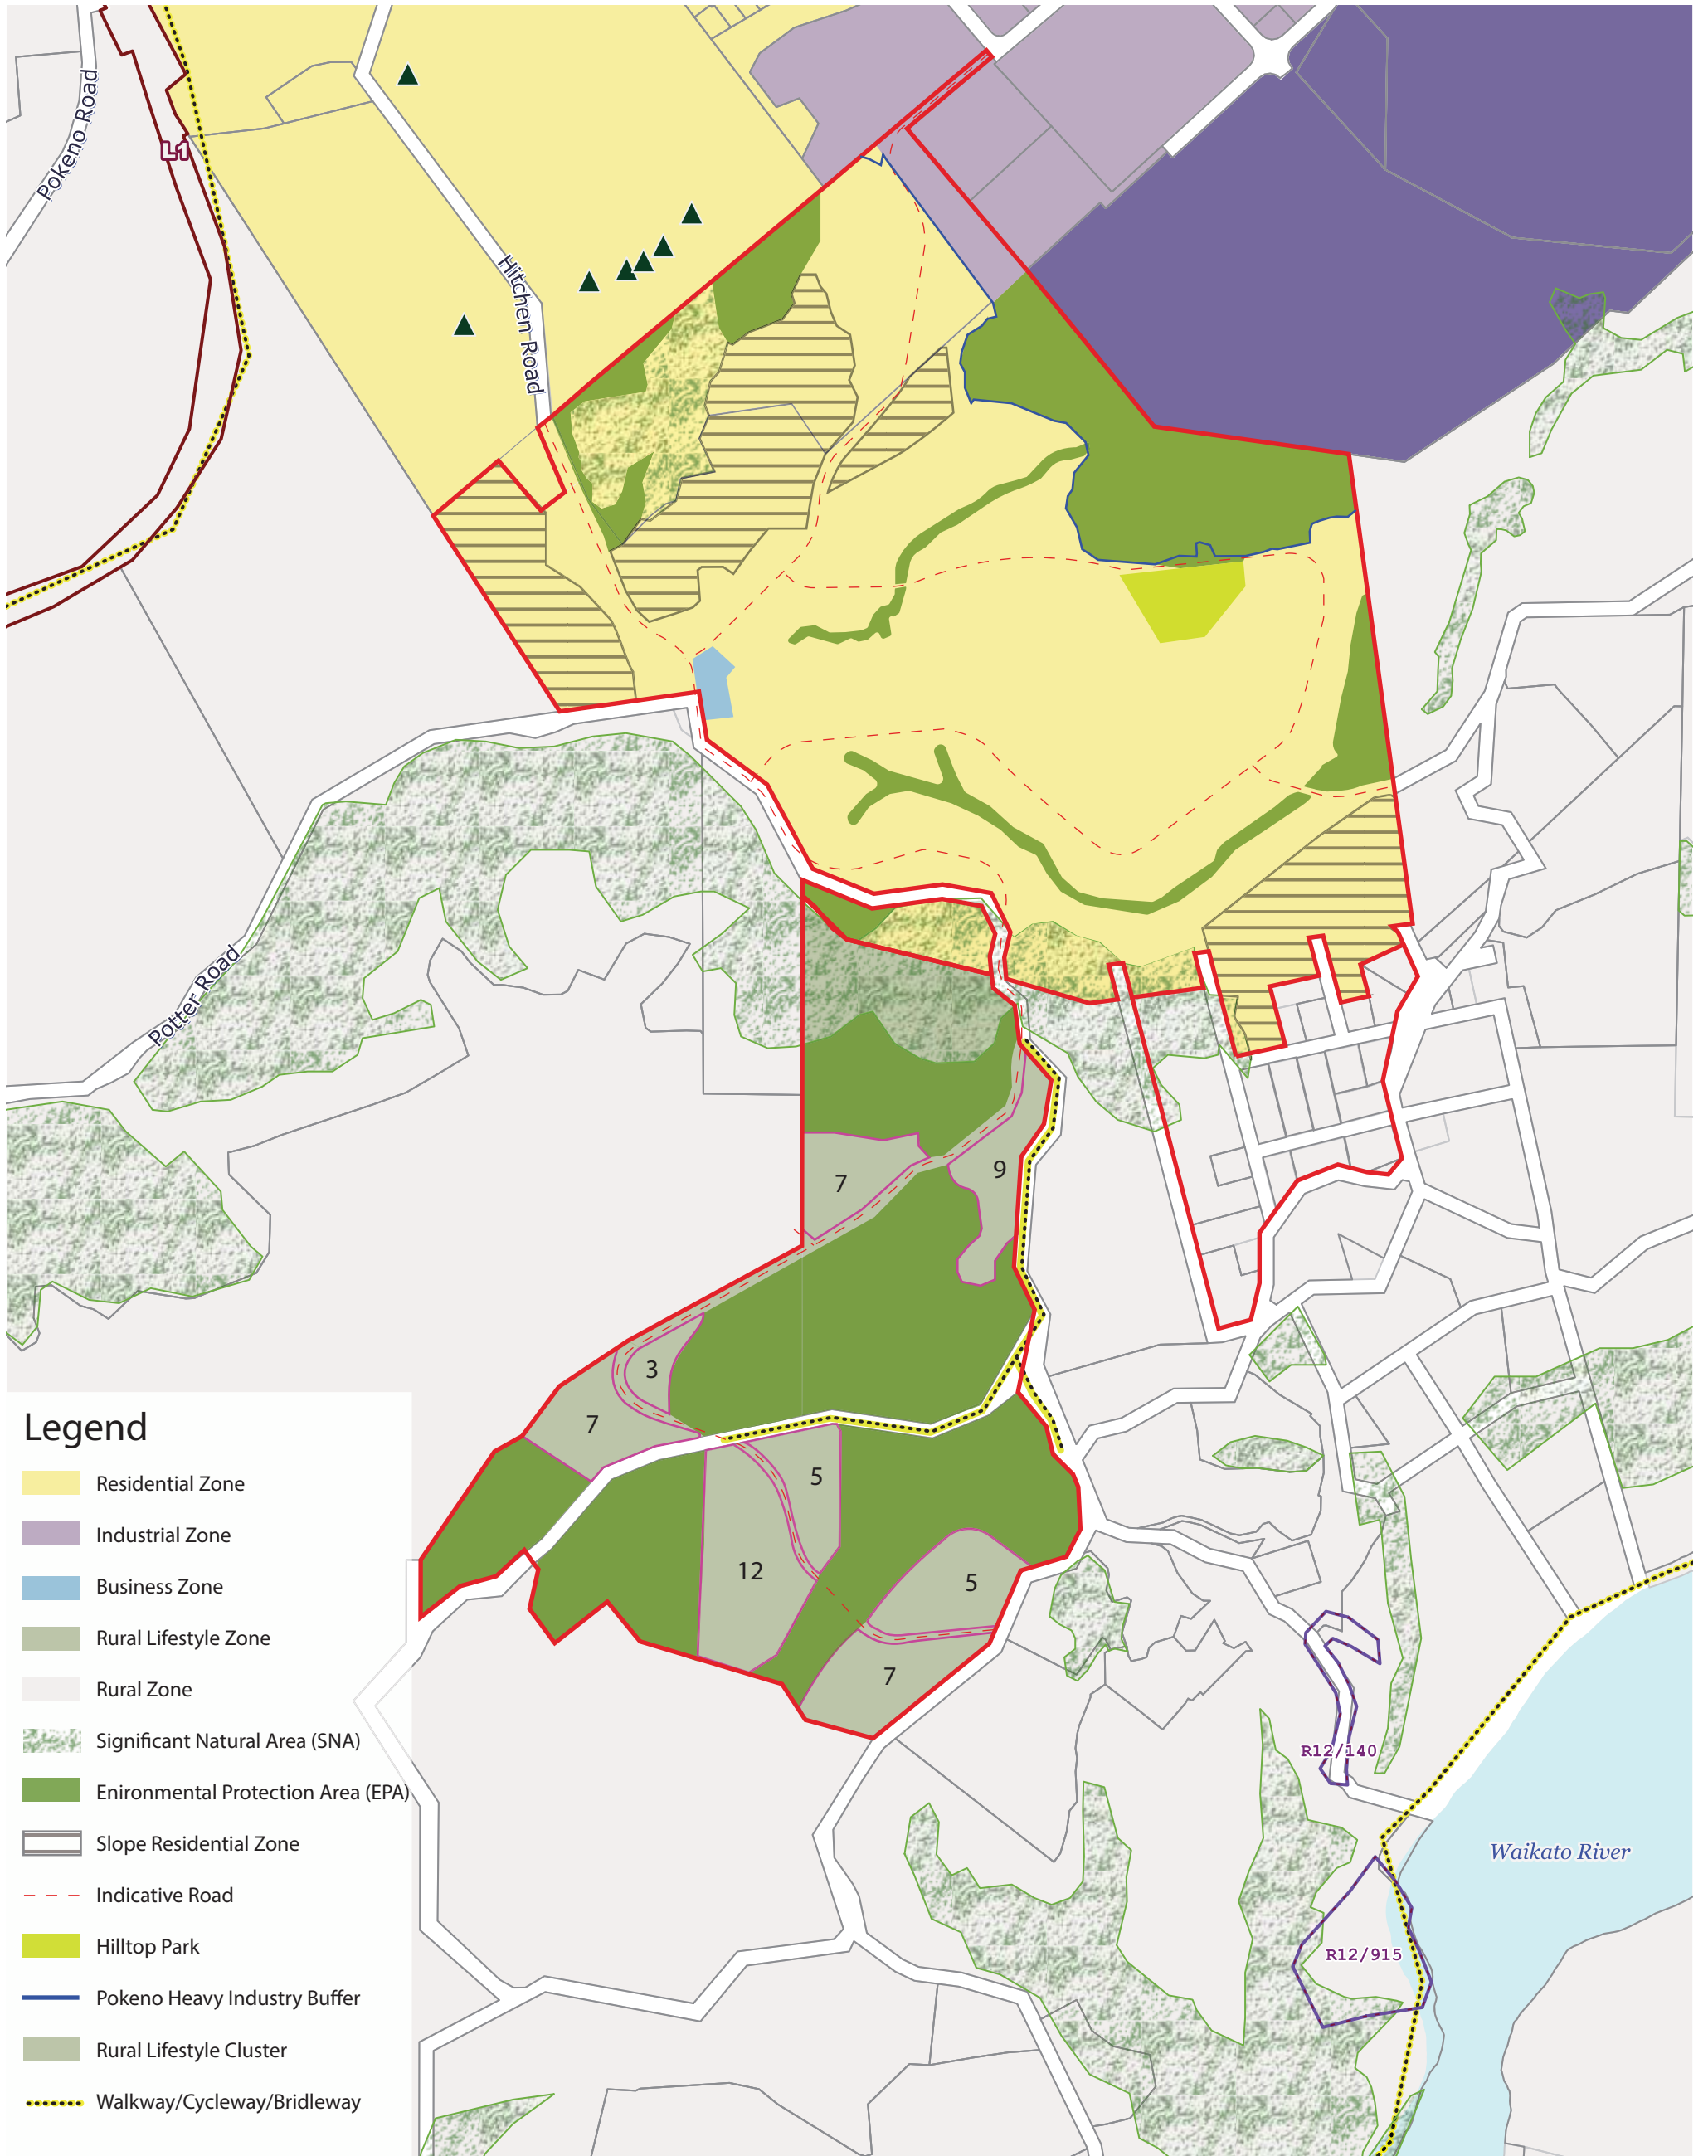 Pokeno Road
L1
Hitchen Road
Potter Road
7
9
3
7
5
12
5
7
R12/140
Waikato River
R12/915
Legend
Residential Zone
Industrial Zone
Business Zone
Rural Lifestyle Zone
Rural Zone
Significant Natural Area (SNA)
Enironmental Protection Area (EPA)
Slope Residential Zone
Indicative Road
Hilltop Park
Pokeno Heavy Industry Buffer
Rural Lifestyle Cluster
Walkway/Cycleway/Bridleway